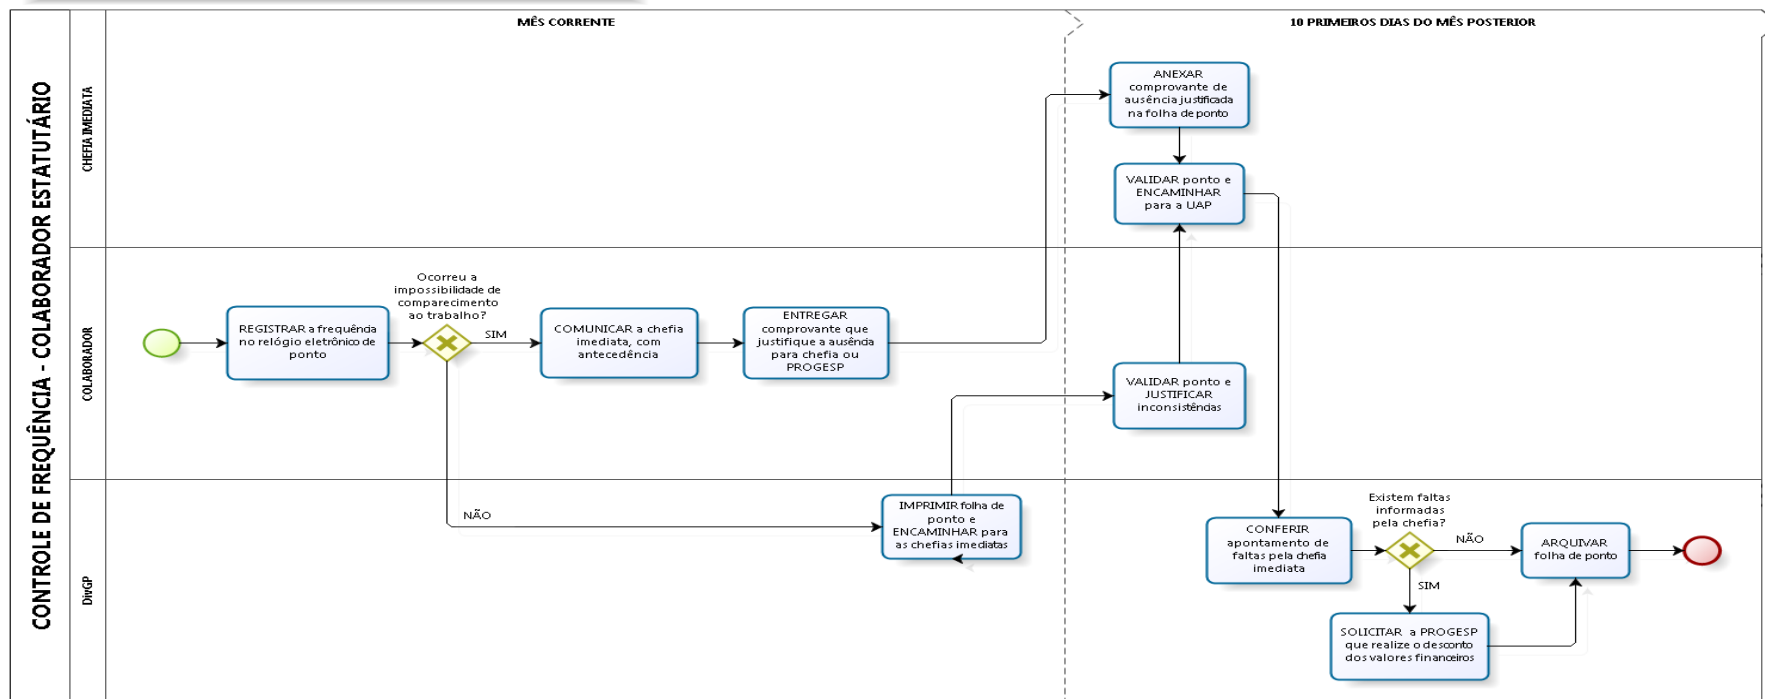 CONTROLE DE FREQUÊNCIA - COLABORADOR ESTATUTÁRIO
MÊS CORRENTE
10 PRIMEIROS DIAS DO MÊS POSTERIOR
CHEFIA IMEDIATA
ANEXAR
comprovante de
ausência justificada
na folha de ponto
VALIDAR ponto e
ENCAMINHAR
para a UAP
COLABORADOR
REGISTRAR a frequência
no relógio eletrônico de
ponto
Ocorreu a
impossibilidade de
comparecimento
ao trabalho?
SIM
COMUNICAR a chefia
imediata, com
antecedência
ENTREGAR
comprovante que
justifique a ausência
para chefia ou
PROGESP
VALIDAR ponto e
JUSTIFICAR
inconsistências
DivGP
NÃO
IMPRIMIR folha de
ponto e
ENCAMINHAR para
as chefias imediatas
CONFERIR
apontamento de
faltas pela chefia
imediata
Existem faltas
informadas
pela chefia?
NÃO
ARQUIVAR
folha de ponto
SIM
SOLICITAR a PROGESP
que realize o desconto
dos valores financeiros